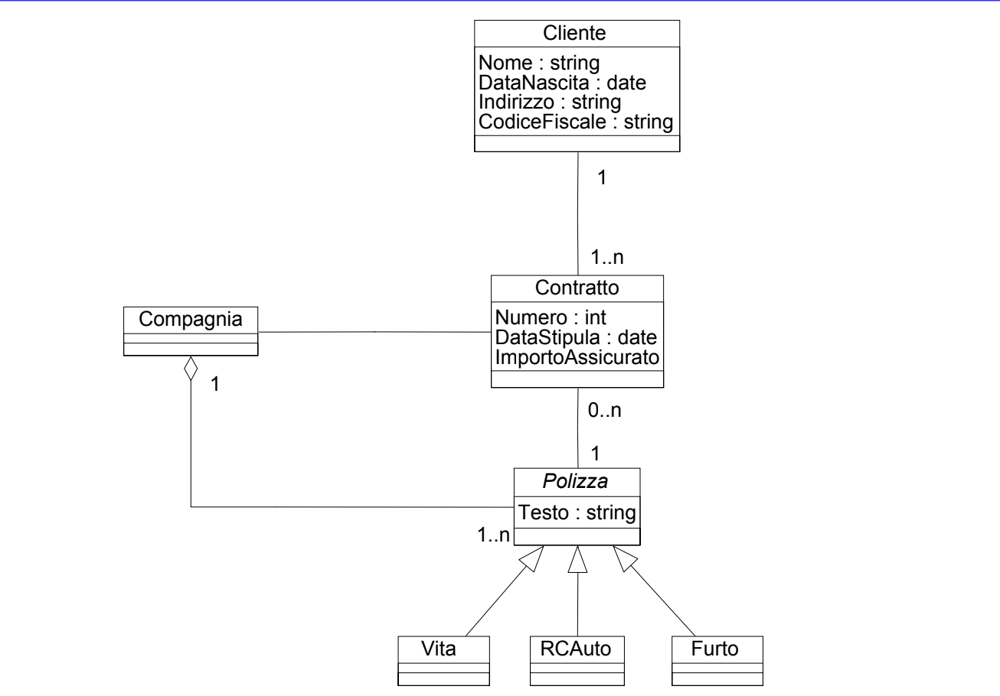 Cliente
Nome : string
DataNascita : date
Indirizzo : string
CodiceFiscale : string
1
1..n
Contratto
Numero : int
DataStipula : date
ImportoAssicurato
Compagnia
1
0..n
1
Polizza
Testo : string
1..n
Vita
RCAuto
Furto